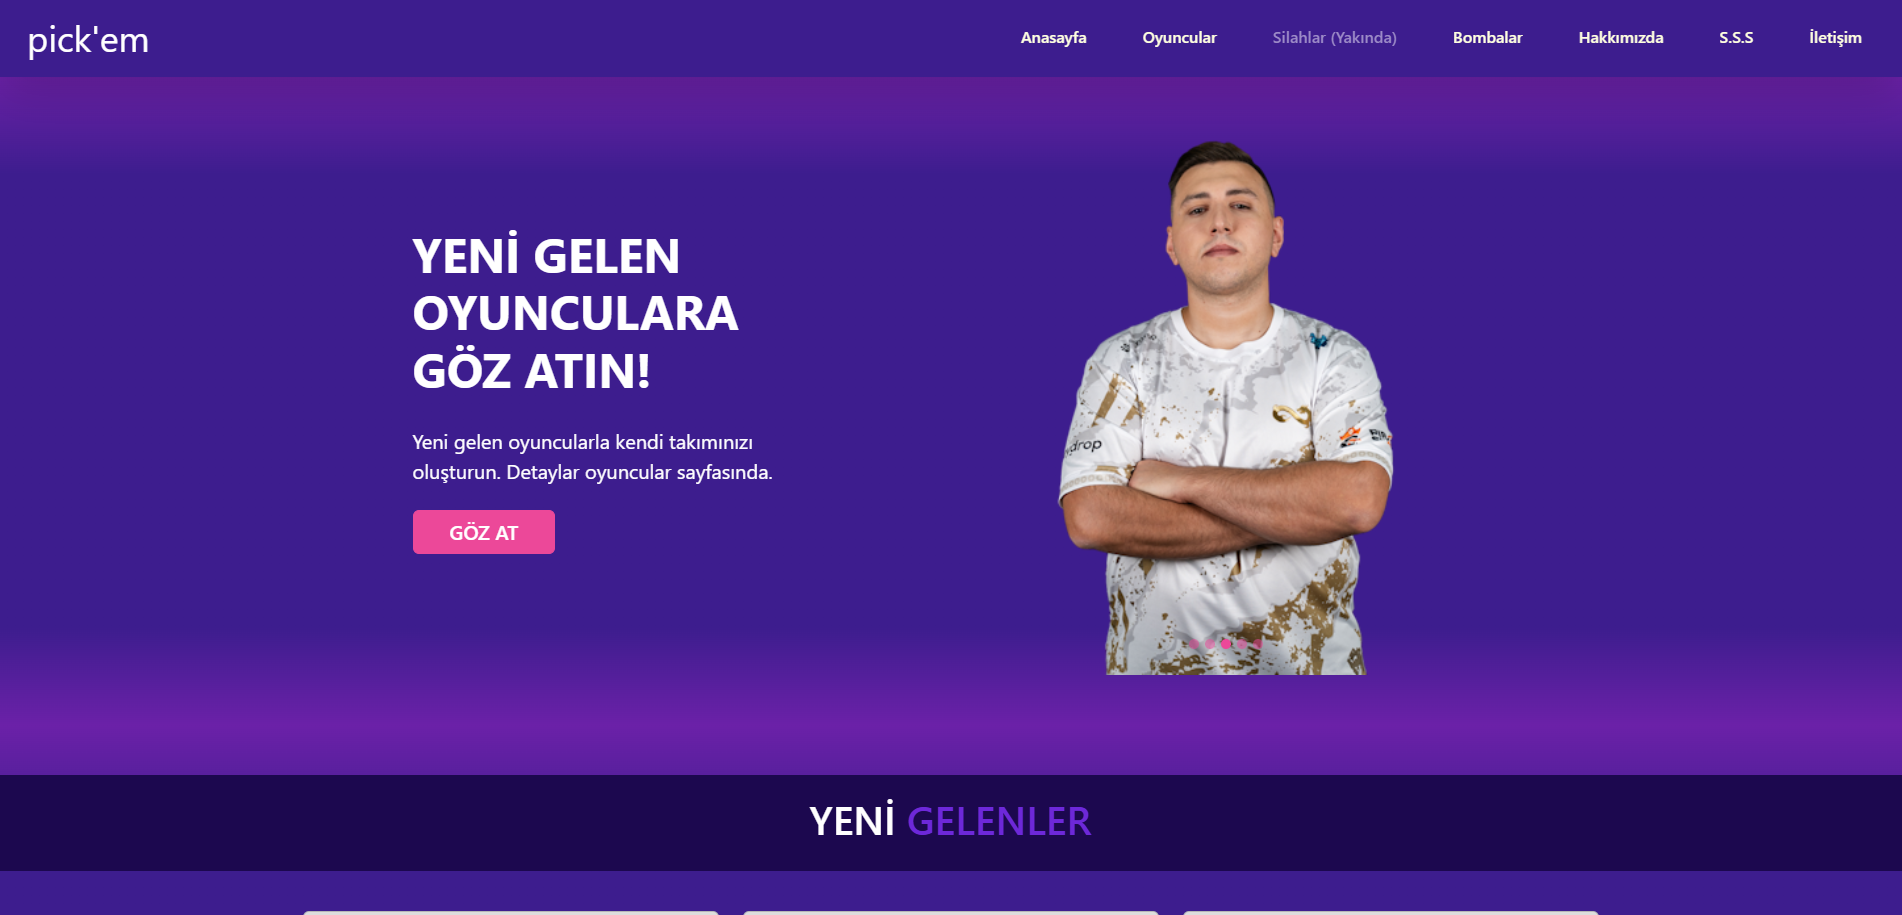 pick'em
Anasayfa
Oyuncular
Silahlar (Yakında)
Bombalar
Hakkımızda
S.S.S
İletişim
YENİ GELEN
OYUNCULARA
GÖZ ATIN!
Yeni gelen oyuncularla kendi takımınızı
oluşturun. Detaylar oyuncular sayfasında.
GÖZ AT
YENİ GELENLER